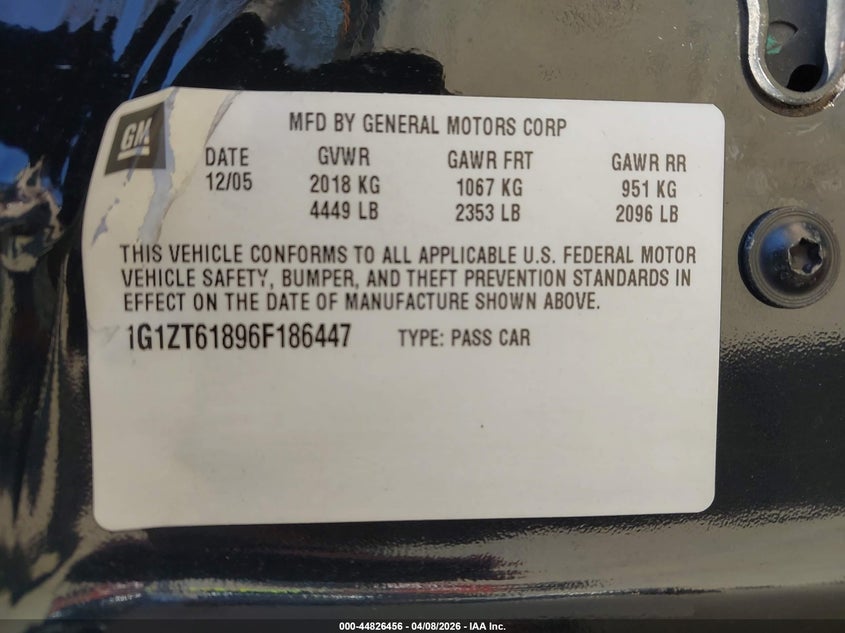 GM
MFD BY GENERAL MOTORS CORP
DATE GVWR GAWR FRT GAWR RR
12/05 2018 KG 1067 KG 951 KG
4449 LB 2353 LB 2096 LB
THIS VEHICLE CONFORMS TO ALL APPLICABLE U.S. FEDERAL MOTOR
VEHICLE SAFETY, BUMPER, AND THEFT PREVENTION STANDARDS IN
EFFECT ON THE DATE OF MANUFACTURE SHOWN ABOVE.
1G1ZT61896F186447 TYPE: PASS CAR
000-44826456 - 04/08/2026 - IAA Inc.